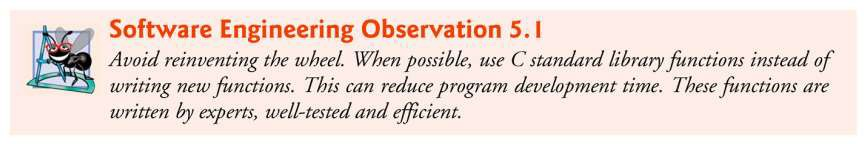 Software Engineering Observation 5.1
Avoid reinventing the wheel. When possible, use C standard library functions instead of
writing new functions. This can reduce program development time. These functions are
written by experts, well-tested and efficient.